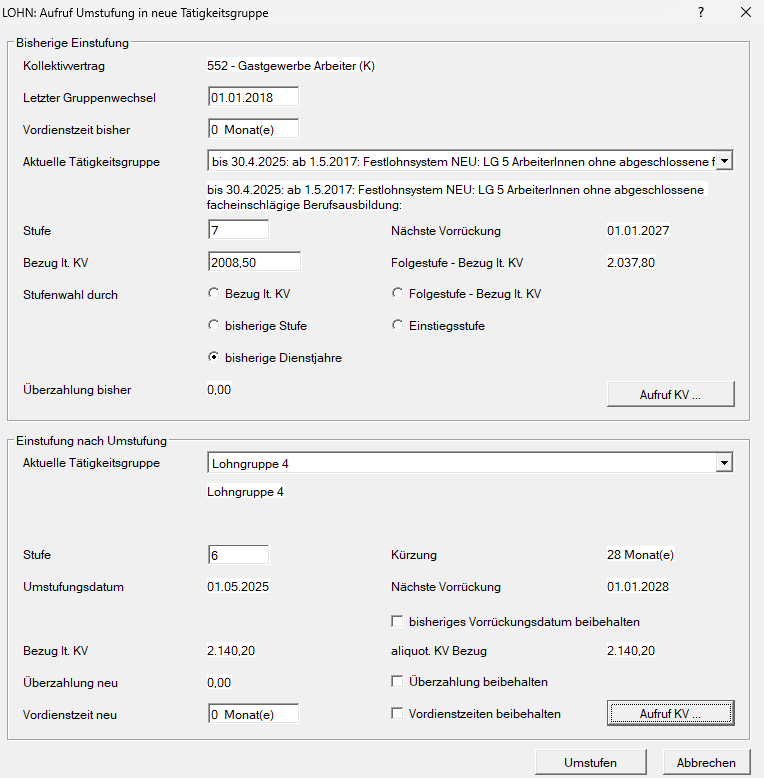 LOHN: Aufruf Umstufung in neue Tätigkeitsgruppe ? ×
Bisherige Einstufung
Kollektivvertrag 552 - Gastgewerbe Arbeiter (K)
Letzter Gruppenwechsel 01.01.2018
Vordienstzeit bisher 0 Monat(e)
Aktuelle Tätigkeitsgruppe bis 30.4.2025: ab 1.5.2017: Festlohnsystem NEU: LG 5 ArbeiterInnen ohne abgeschlossene f
bis 30.4.2025: ab 1.5.2017: Festlohnsystem NEU: LG 5 ArbeiterInnen ohne abgeschlossene
facheinschlägige Berufsausbildung:
Stufe 7 Nächste Vorrückung 01.01.2027
Bezug lt. KV 2008,50 Folgestufe - Bezug lt. KV 2.037,80
Stufenwahl durch Bezug lt. KV Folgestufe - Bezug lt. KV
bisherige Stufe Einstiegsstufe
bisherige Dienstjahre
Überzahlung bisher 0,00 Aufruf KV ...
Einstufung nach Umstufung
Aktuelle Tätigkeitsgruppe Lohngruppe 4
Lohngruppe 4
Stufe 6 Kürzung 28 Monat(e)
Umstufungsdatum 01.05.2025 Nächste Vorrückung 01.01.2028
bisheriges Vorrückungsdatum beibehalten
Bezug lt. KV 2.140,20 aliquot. KV Bezug 2.140,20
Überzahlung neu 0,00 Überzahlung beibehalten
Vordienstzeit neu 0 Monat(e) Vordienstzeiten beibehalten Aufruf KV ...
Umstufen Abbrechen